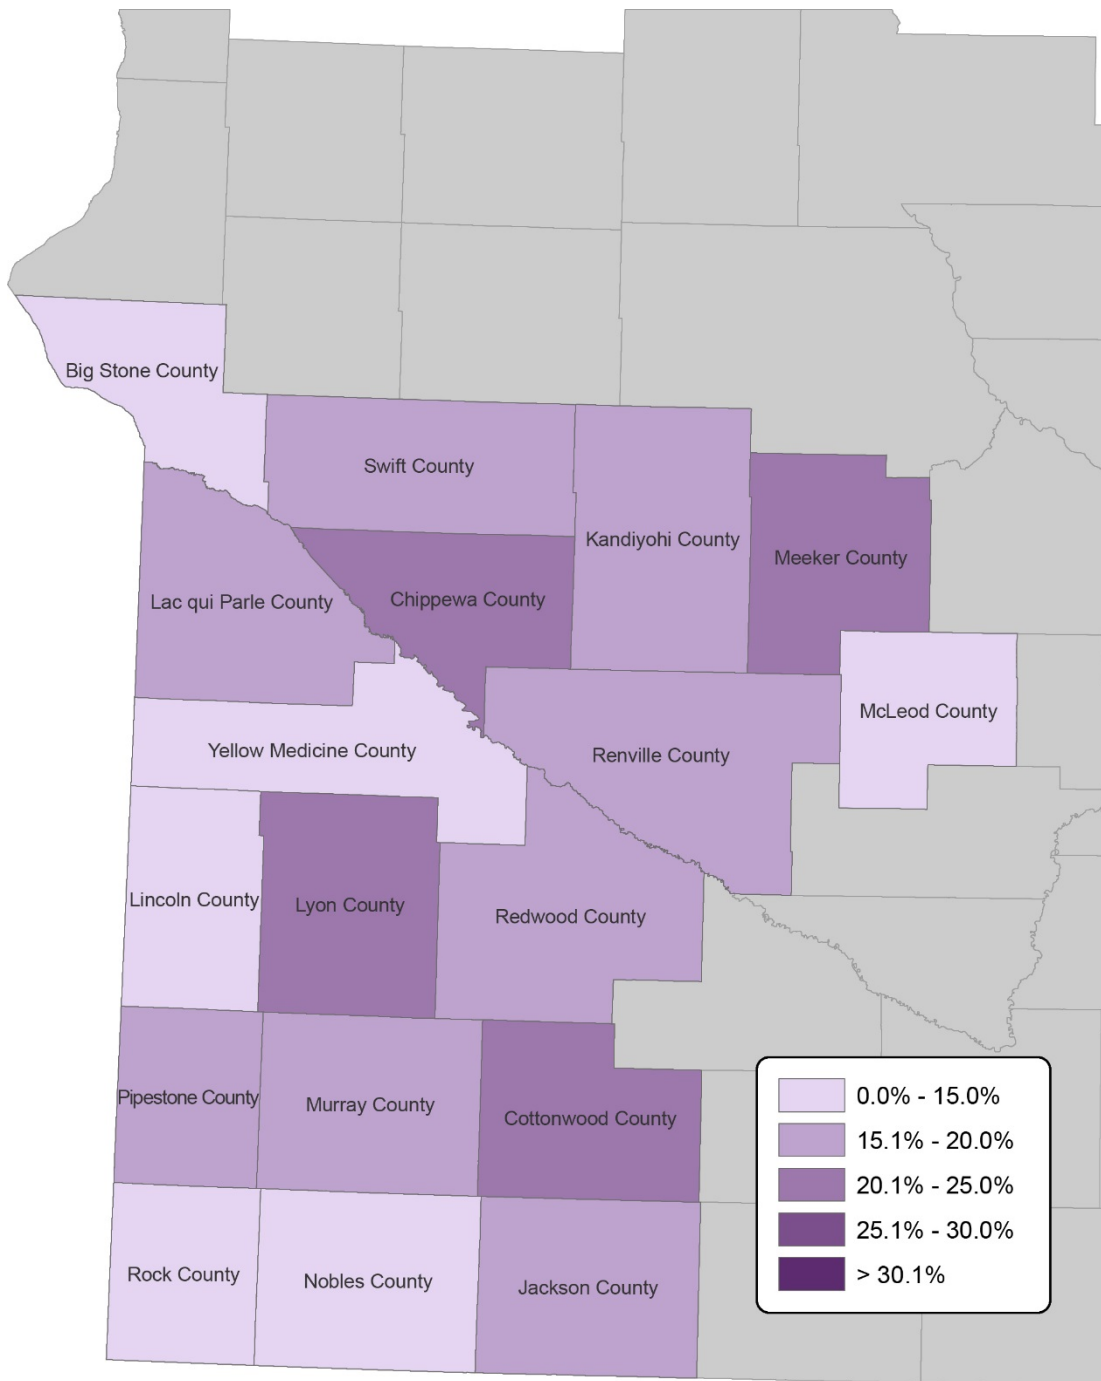 Big Stone County
Swift County
Kandiyohi County
Meeker County
Lac qui Parle County
Chippewa County
McLeod County
Yellow Medicine County
Renville County
Lincoln County
Lyon County
Redwood County
Pipestone County
Murray County
Cottonwood County
Rock County
Nobles County
Jackson County
0.0% - 15.0%
15.1% - 20.0%
20.1% - 25.0%
25.1% - 30.0%
> 30.1%